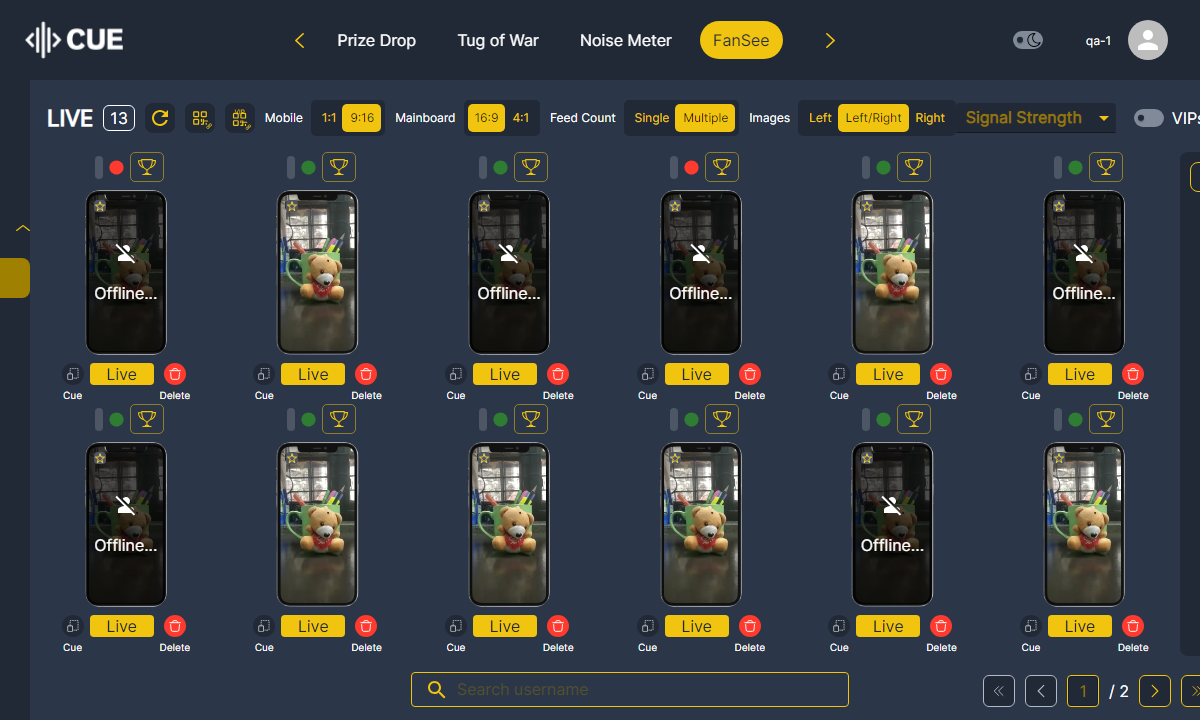 CUE
Prize Drop
Tug of War
Noise Meter
FanSee
qa-1
LIVE 13
Mobile 1:1 9:16
Mainboard 16:9 4:1
Feed Count Single Multiple
Images Left Left/Right Right
Signal Strength
VIPs
Offline...
Offline...
Offline...
Offline...
Live Live Live Live Live Live
Cue Delete Cue Delete Cue Delete Cue Delete Cue Delete Cue Delete
Offline...
Offline...
Live Live Live Live Live Live
Cue Delete Cue Delete Cue Delete Cue Delete Cue Delete Cue Delete
Search username
1 / 2